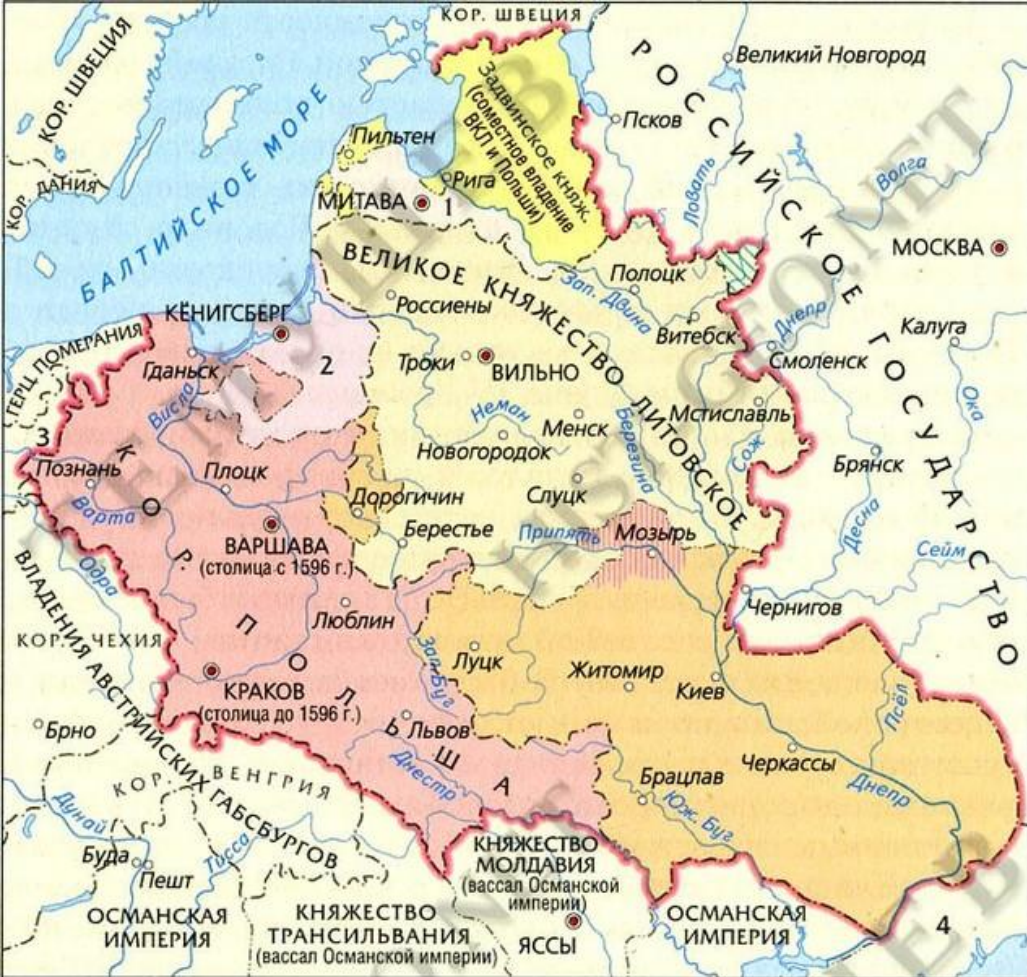 КОР. ШВЕЦИЯ
КОР. ШВЕЦИЯ
РОССИЙСКОЕ ГОСУДАРСТВО
Великий Новгород
Псков
Ловать
Волга
Задвинское княж.
(соместное владение
ВКЛ и Польши)
Пильтен
Рига
МИТАВА
1
КОР. ДАНИЯ
БАЛТИЙСКОЕ МОРЕ
МОСКВА
ВЕЛИКОЕ КНЯЖЕСТВО ЛИТОВСКОЕ
Полоцк
Зап. Двина
Россиены
КЁНИГСБЕРГ
Витебск
Днепр
Калуга
ГЕРЦ. ПОМЕРАНИЯ
Гданьск
2
Троки
ВИЛЬНО
Смоленск
Висла
Неман
Менск
Березина
Мстиславль
Ока
Новогородок
Сож
3
Познань
Плоцк
Слуцк
Брянск
Варта
Дорогичин
Берестье
Припять
Мозырь
Десна
Сейм
КОР. ПОЛЬША
ВАРШАВА
(столица с 1596 г.)
Одра
Люблин
Чернигов
ВЛАДЕНИЯ АВСТРИЙСКИХ ГАБСБУРГОВ
КОР. ЧЕХИЯ
Зап. Буг
Луцк
Житомир
Киев
Псёл
КРАКОВ
(столица до 1596 г.)
Львов
Брно
Днестр
Черкассы
Брацлав
Юж. Буг
Днепр
КОР. ВЕНГРИЯ
Дунай
Тисса
Буда
Пешт
КНЯЖЕСТВО
МОЛДАВИЯ
(вассал Османской
империи)
ЯССЫ
ОСМАНСКАЯ
ИМПЕРИЯ
КНЯЖЕСТВО
ТРАНСИЛЬВАНИЯ
(вассал Османской империи)
ОСМАНСКАЯ
ИМПЕРИЯ
4